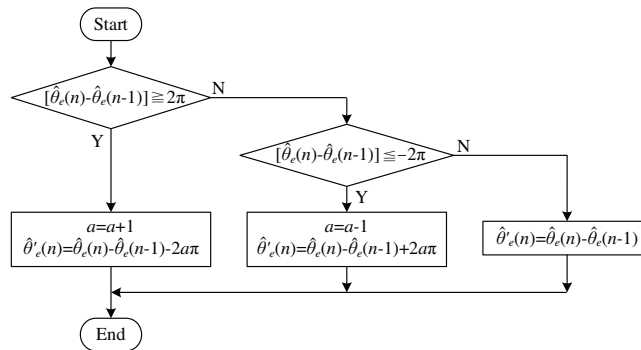 Start
[θ̂e(n)-θ̂e(n-1)]≧2π
N
Y
[θ̂e(n)-θ̂e(n-1)]≦-2π
N
Y
a=a+1
θ̂'e(n)=θ̂e(n)-θ̂e(n-1)-2aπ
a=a-1
θ̂'e(n)=θ̂e(n)-θ̂e(n-1)+2aπ
θ̂'e(n)=θ̂e(n)-θ̂e(n-1)
End